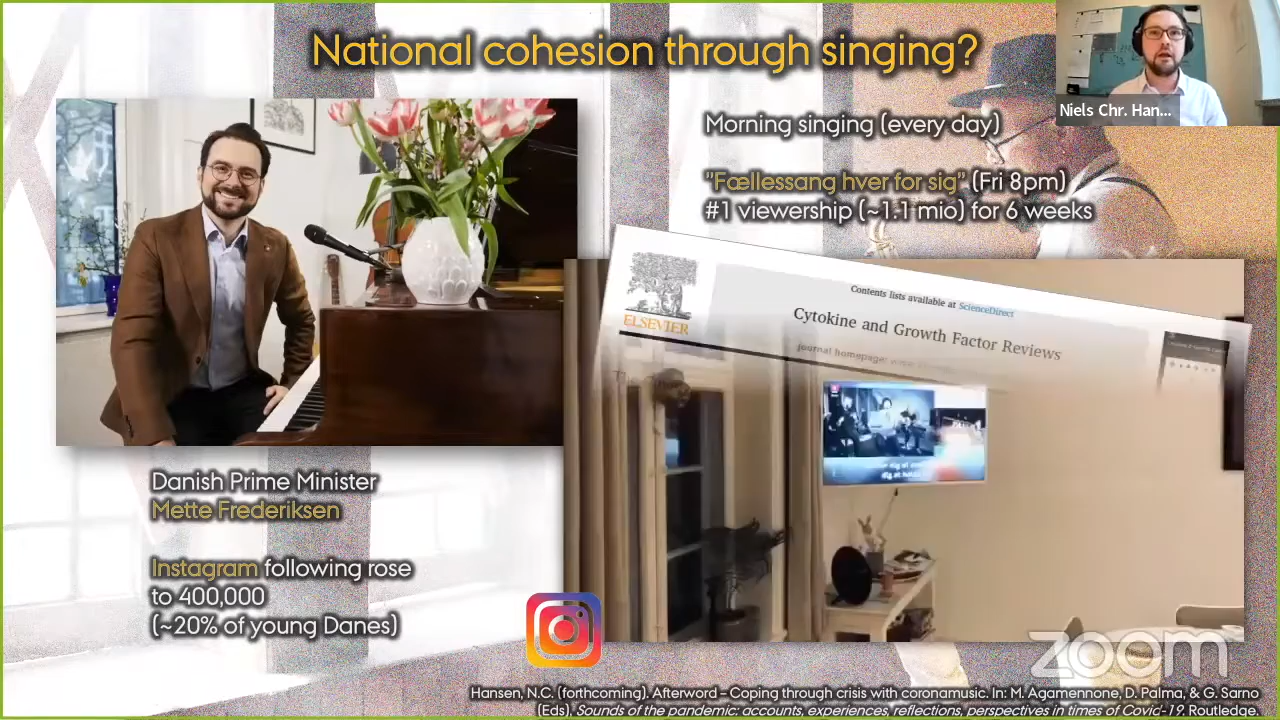 National cohesion through singing?
Niels Chr. Han...
Morning singing (every day)
"Fællessang hver for sig" (Fri 8pm)
#1 viewership (~1.1 mio) for 6 weeks
Contents lists available at ScienceDirect
ELSEVIER
Cytokine and Growth Factor Reviews
journal homepage:
Danish Prime Minister
Mette Frederiksen
Instagram following rose
to 400,000
(~20% of young Danes)
zoom
Hansen, N.C. (forthcoming). Afterword – Coping through crisis with coronamusic. In: M. Agamennone, D. Palma, & G. Sarno
(Eds), Sounds of the pandemic: accounts, experiences, reflections, perspectives in times of Covid-19. Routledge.